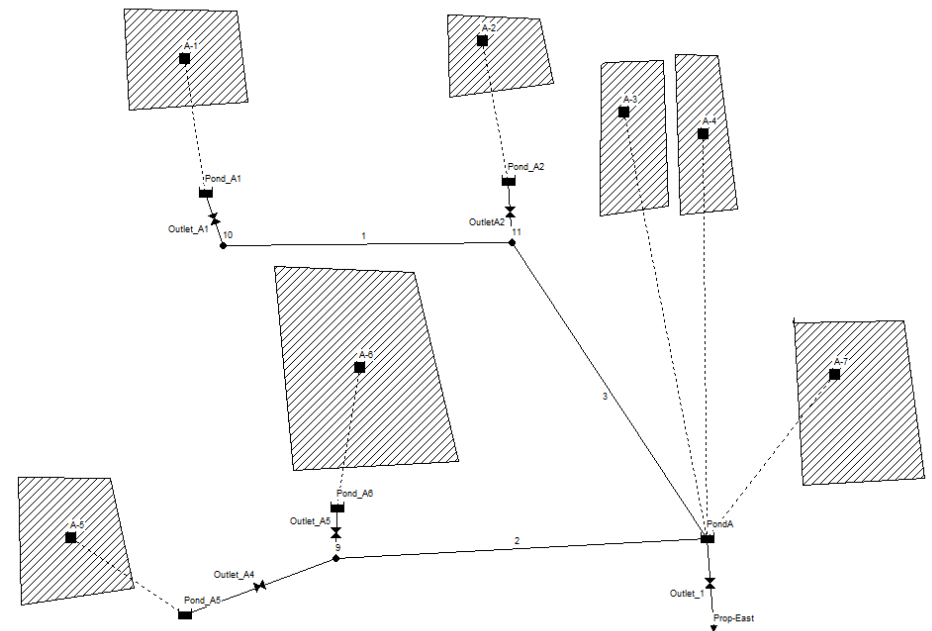 A-1
A-2
A-3
A-4
Pond_A1
Pond_A2
Outlet_A1
10
1
OutletA2
11
A-6
A-7
3
Pond_A6
Outlet_A5
A-5
9
2
PondA
Outlet_A4
Pond_A5
Outlet_1
Prop-East